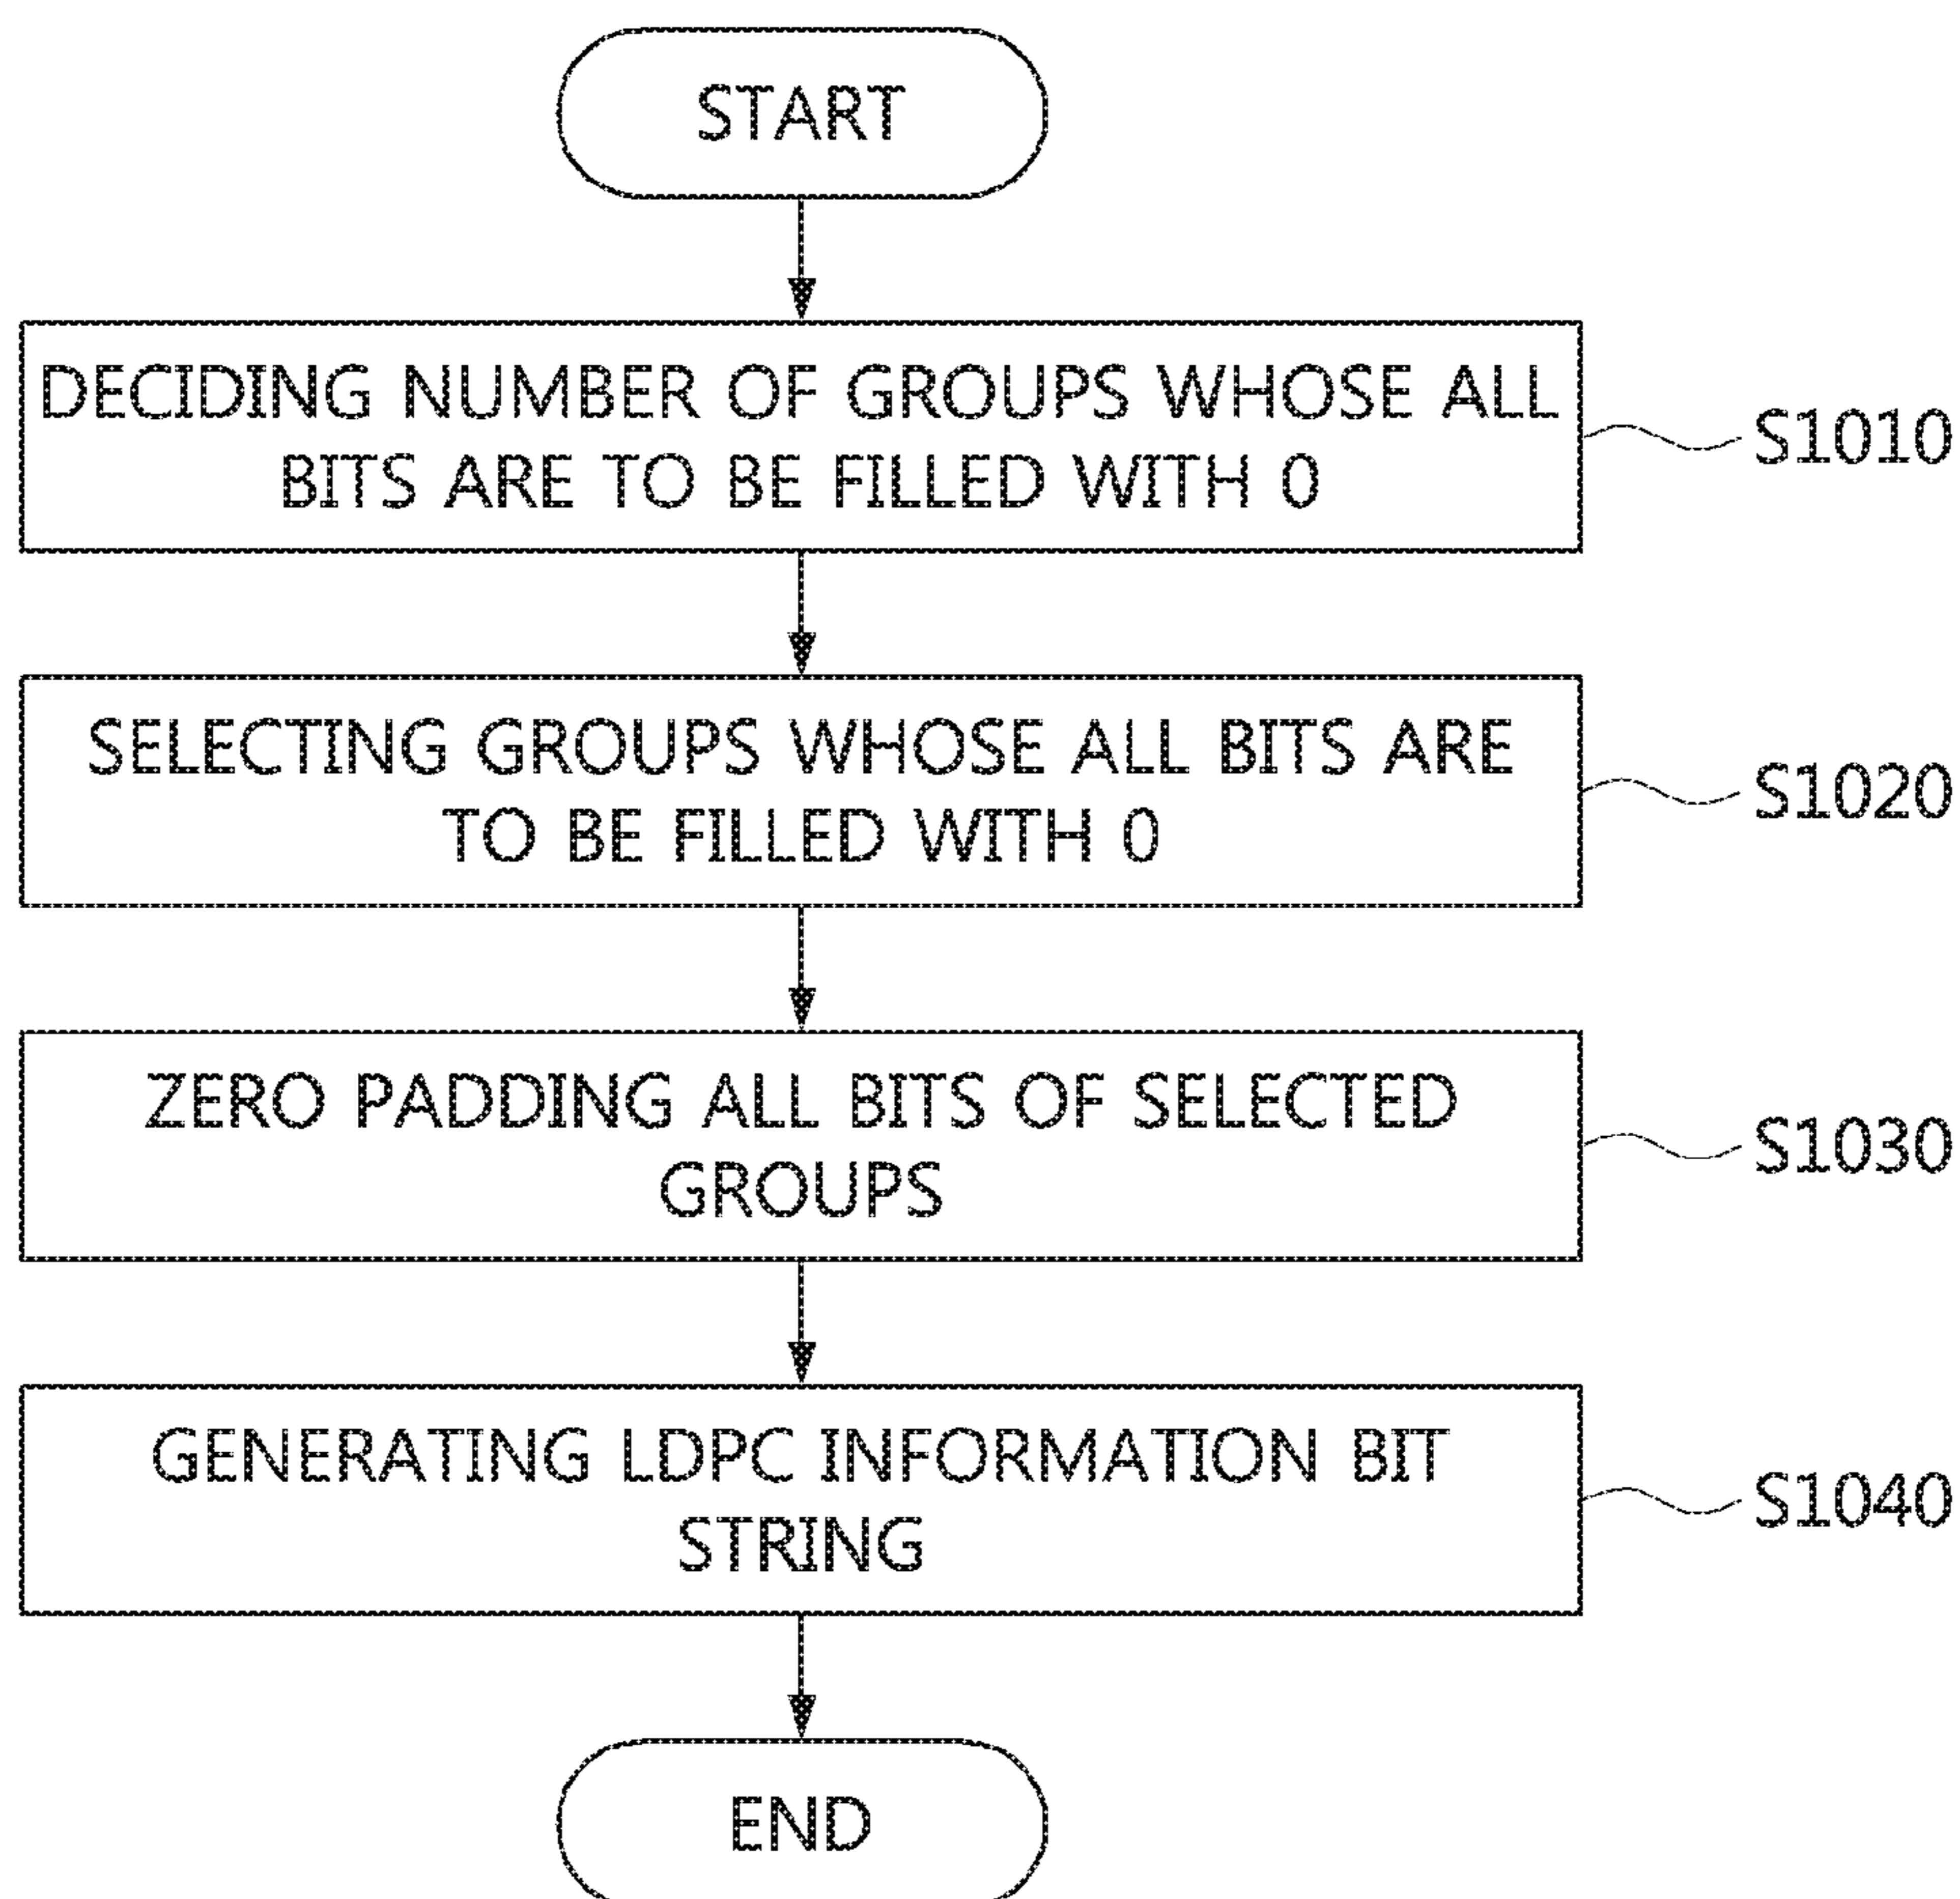 START
DECIDING NUMBER OF GROUPS WHOSE ALL
BITS ARE TO BE FILLED WITH 0
S1010
SELECTING GROUPS WHOSE ALL BITS ARE
TO BE FILLED WITH 0
S1020
ZERO PADDING ALL BITS OF SELECTED
GROUPS
S1030
GENERATING LDPC INFORMATION BIT
STRING
S1040
END